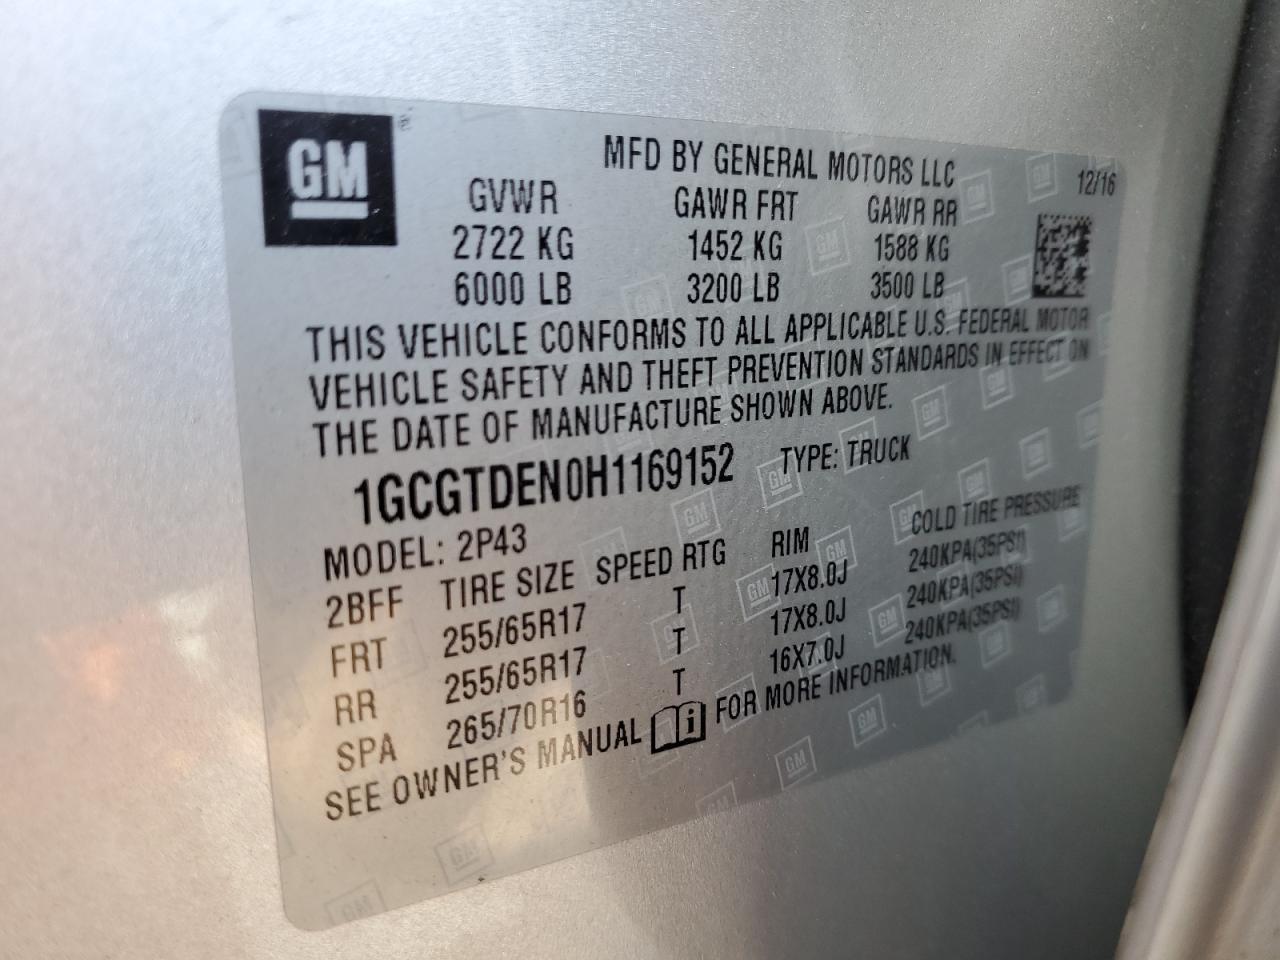 GM
MFD BY GENERAL MOTORS LLC
12/16
GVWR GAWR FRT GAWR RR
2722 KG 1452 KG 1588 KG
6000 LB 3200 LB 3500 LB
THIS VEHICLE CONFORMS TO ALL APPLICABLE U.S. FEDERAL MOTOR
VEHICLE SAFETY AND THEFT PREVENTION STANDARDS IN EFFECT ON
THE DATE OF MANUFACTURE SHOWN ABOVE.
1GCGTDEN0H1169152 TYPE: TRUCK
MODEL: 2P43
2BFF TIRE SIZE SPEED RTG RIM COLD TIRE PRESSURE
FRT 255/65R17 T 17X8.0J 240KPA(35PSI)
RR 255/65R17 T 17X8.0J 240KPA(35PSI)
SPA 265/70R16 T 16X7.0J 240KPA(35PSI)
SEE OWNER'S MANUAL FOR MORE INFORMATION.